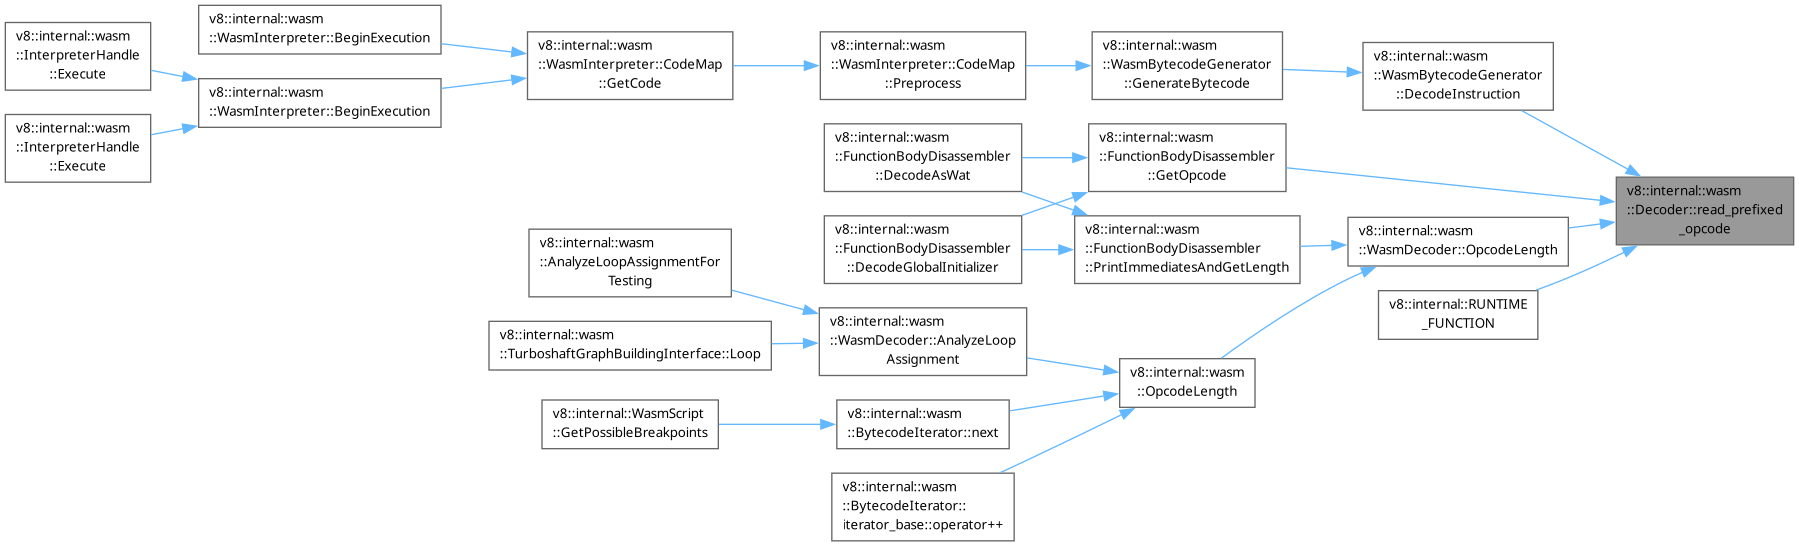 v8::internal::wasm
::InterpreterHandle
::Execute
v8::internal::wasm
::InterpreterHandle
::Execute
v8::internal::wasm
::WasmInterpreter::BeginExecution
v8::internal::wasm
::WasmInterpreter::BeginExecution
v8::internal::wasm
::WasmInterpreter::CodeMap
::GetCode
v8::internal::wasm
::WasmInterpreter::CodeMap
::Preprocess
v8::internal::wasm
::WasmBytecodeGenerator
::GenerateBytecode
v8::internal::wasm
::WasmBytecodeGenerator
::DecodeInstruction
v8::internal::wasm
::FunctionBodyDisassembler
::DecodeAsWat
v8::internal::wasm
::FunctionBodyDisassembler
::GetOpcode
v8::internal::wasm
::Decoder::read_prefixed
_opcode
v8::internal::wasm
::FunctionBodyDisassembler
::DecodeGlobalInitializer
v8::internal::wasm
::FunctionBodyDisassembler
::PrintImmediatesAndGetLength
v8::internal::wasm
::WasmDecoder::OpcodeLength
v8::internal::wasm
::AnalyzeLoopAssignmentFor
Testing
v8::internal::RUNTIME
_FUNCTION
v8::internal::wasm
::TurboshaftGraphBuildingInterface::Loop
v8::internal::wasm
::WasmDecoder::AnalyzeLoop
Assignment
v8::internal::wasm
::OpcodeLength
v8::internal::WasmScript
::GetPossibleBreakpoints
v8::internal::wasm
::BytecodeIterator::next
v8::internal::wasm
::BytecodeIterator::
iterator_base::operator++